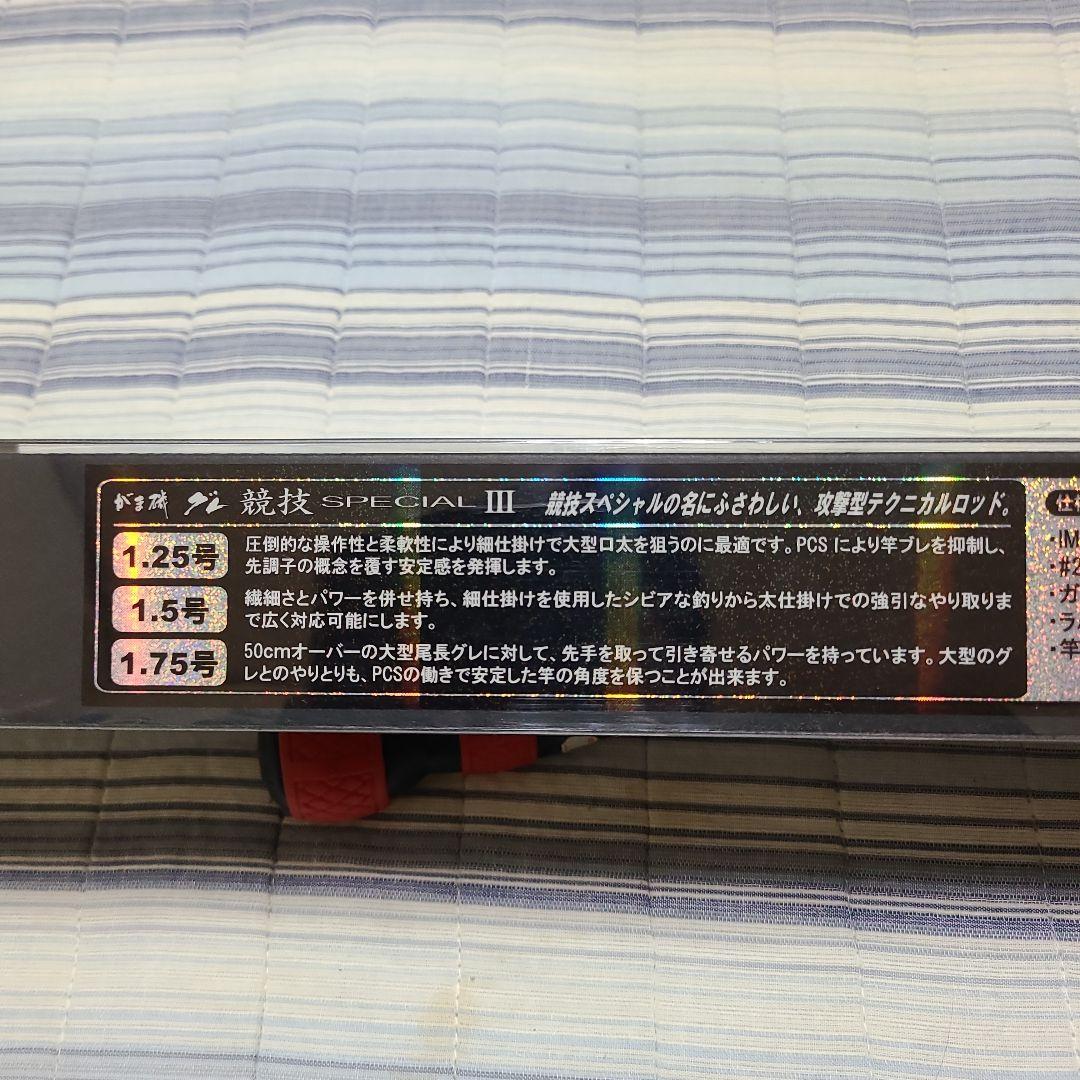 がま磯 グレ 競技 SPECIAL III 競技スペシャルの名にふさわしい、攻撃型テクニカルロッド。
1.25号 圧倒的な操作性と柔軟性により細仕掛けで大型口太を狙うのに最適です。PCSにより竿ブレを抑制し、
先調子の概念を覆す安定感を発揮します。
1.5号 繊細さとパワーを併せ持ち、細仕掛けを使用したシビアな釣りから太仕掛けでの強引なやり取りま
で広く対応可能にします。
1.75号 50cmオーバーの大型尾長グレに対して、先手を取って引き寄せるパワーを持っています。大型のグ
レとのやりとりも、PCSの働きで安定した竿の角度を保つことが出来ます。
仕
・IM
・#2
・ガ
・ラ
・竿